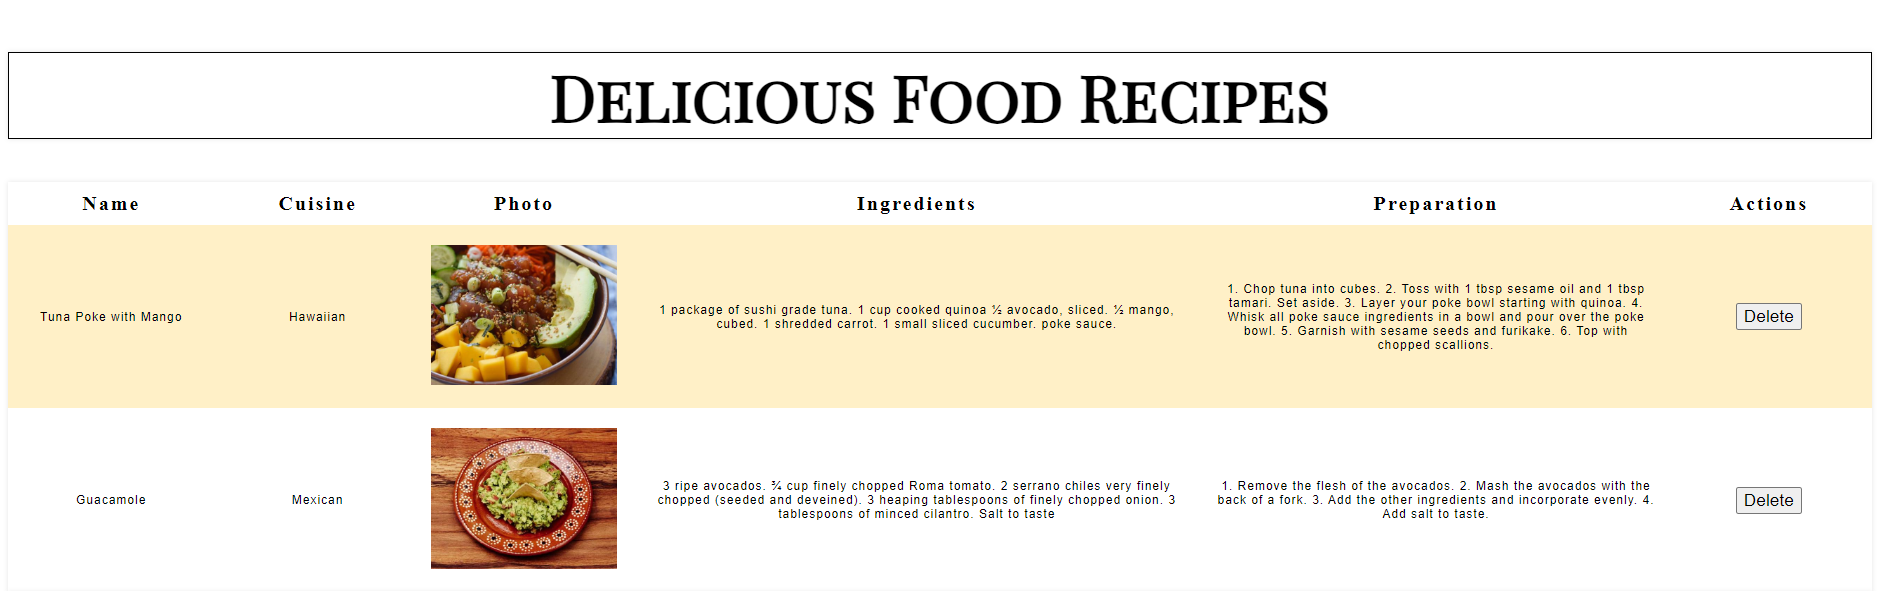 DELICIOUS FOOD RECIPES
Name Cuisine Photo Ingredients Preparation Actions
Tuna Poke with Mango
Hawaiian
1 package of sushi grade tuna. 1 cup cooked quinoa ½ avocado, sliced. ½ mango,
cubed. 1 shredded carrot. 1 small sliced cucumber. poke sauce.
1. Chop tuna into cubes. 2. Toss with 1 tbsp sesame oil and 1 tbsp
tamari. Set aside. 3. Layer your poke bowl starting with quinoa. 4.
Whisk all poke sauce ingredients in a bowl and pour over the poke
bowl. 5. Garnish with sesame seeds and furikake. 6. Top with
chopped scallions.
Delete
Guacamole
Mexican
3 ripe avocados. ¾ cup finely chopped Roma tomato. 2 serrano chiles very finely
chopped (seeded and deveined). 3 heaping tablespoons of finely chopped onion. 3
tablespoons of minced cilantro. Salt to taste
1. Remove the flesh of the avocados. 2. Mash the avocados with the
back of a fork. 3. Add the other ingredients and incorporate evenly. 4.
Add salt to taste.
Delete